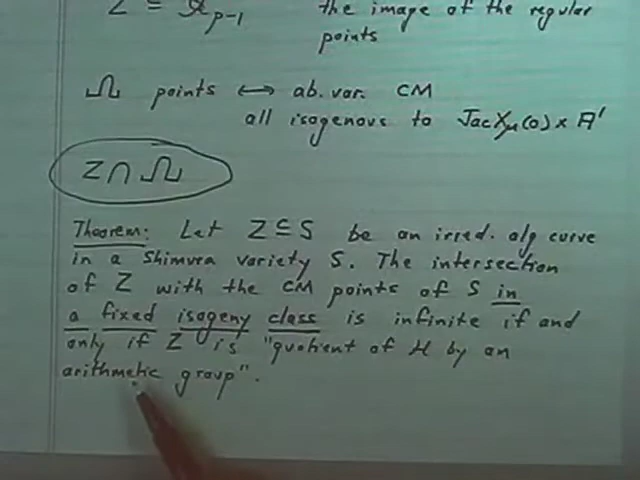 the image of the regular
points
Ω points ↔ ab. var. CM
all isogenous to Jac X_μ(0) × A'
Z ∩ Ω
Theorem: Let Z ⊆ S be an irred. alg curve
in a Shimura variety S. The intersection
of Z with the CM points of S in
a fixed isogeny class is infinite if and
only if Z is "quotient of H by an
arithmetic group".